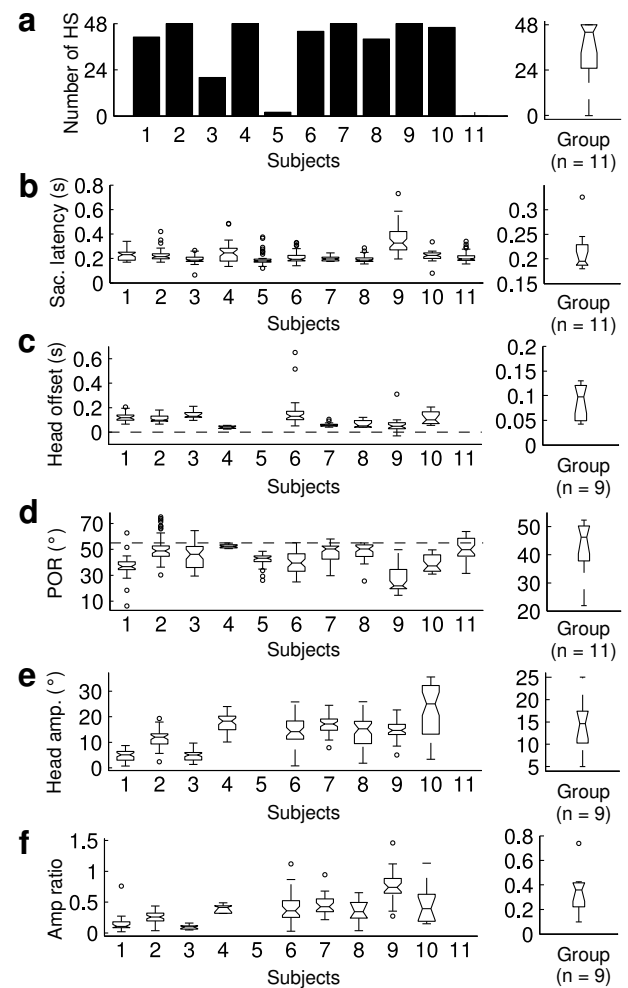 a
Number of HS
48
24
0
1 2 3 4 5 6 7 8 9 10 11
Subjects
48
24
0
Group
(n = 11)
b
Sac. latency (s)
0.8
0.6
0.4
0.2
0
1 2 3 4 5 6 7 8 9 10 11
Subjects
0.3
0.25
0.2
0.15
Group
(n = 11)
c
Head offset (s)
0.6
0.4
0.2
0
1 2 3 4 5 6 7 8 9 10 11
Subjects
0.2
0.15
0.1
0.05
0
Group
(n = 9)
d
POR (°)
70
50
30
10
1 2 3 4 5 6 7 8 9 10 11
Subjects
50
40
30
20
Group
(n = 11)
e
Head amp. (°)
30
20
10
0
1 2 3 4 5 6 7 8 9 10 11
Subjects
25
20
15
10
5
Group
(n = 9)
f
Amp ratio
1.5
1
0.5
0
1 2 3 4 5 6 7 8 9 10 11
Subjects
0.8
0.6
0.4
0.2
0
Group
(n = 9)